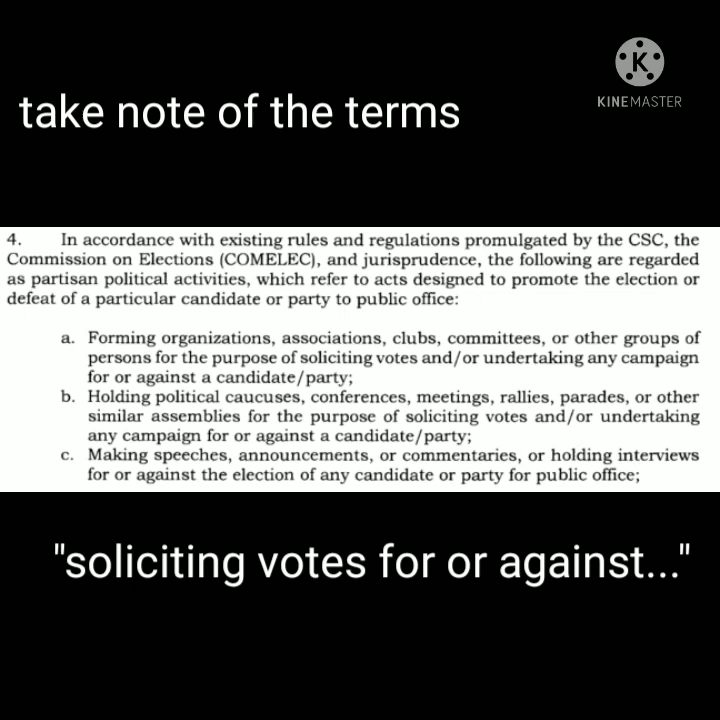 K
KINEMASTER
take note of the terms
4. In accordance with existing rules and regulations promulgated by the CSC, the
Commission on Elections (COMELEC), and jurisprudence, the following are regarded
as partisan political activities, which refer to acts designed to promote the election or
defeat of a particular candidate or party to public office:
a. Forming organizations, associations, clubs, committees, or other groups of
persons for the purpose of soliciting votes and/or undertaking any campaign
for or against a candidate/party;
b. Holding political caucuses, conferences, meetings, rallies, parades, or other
similar assemblies for the purpose of soliciting votes and/or undertaking
any campaign for or against a candidate/party;
c. Making speeches, announcements, or commentaries, or holding interviews
for or against the election of any candidate or party for public office;
"soliciting votes for or against..."